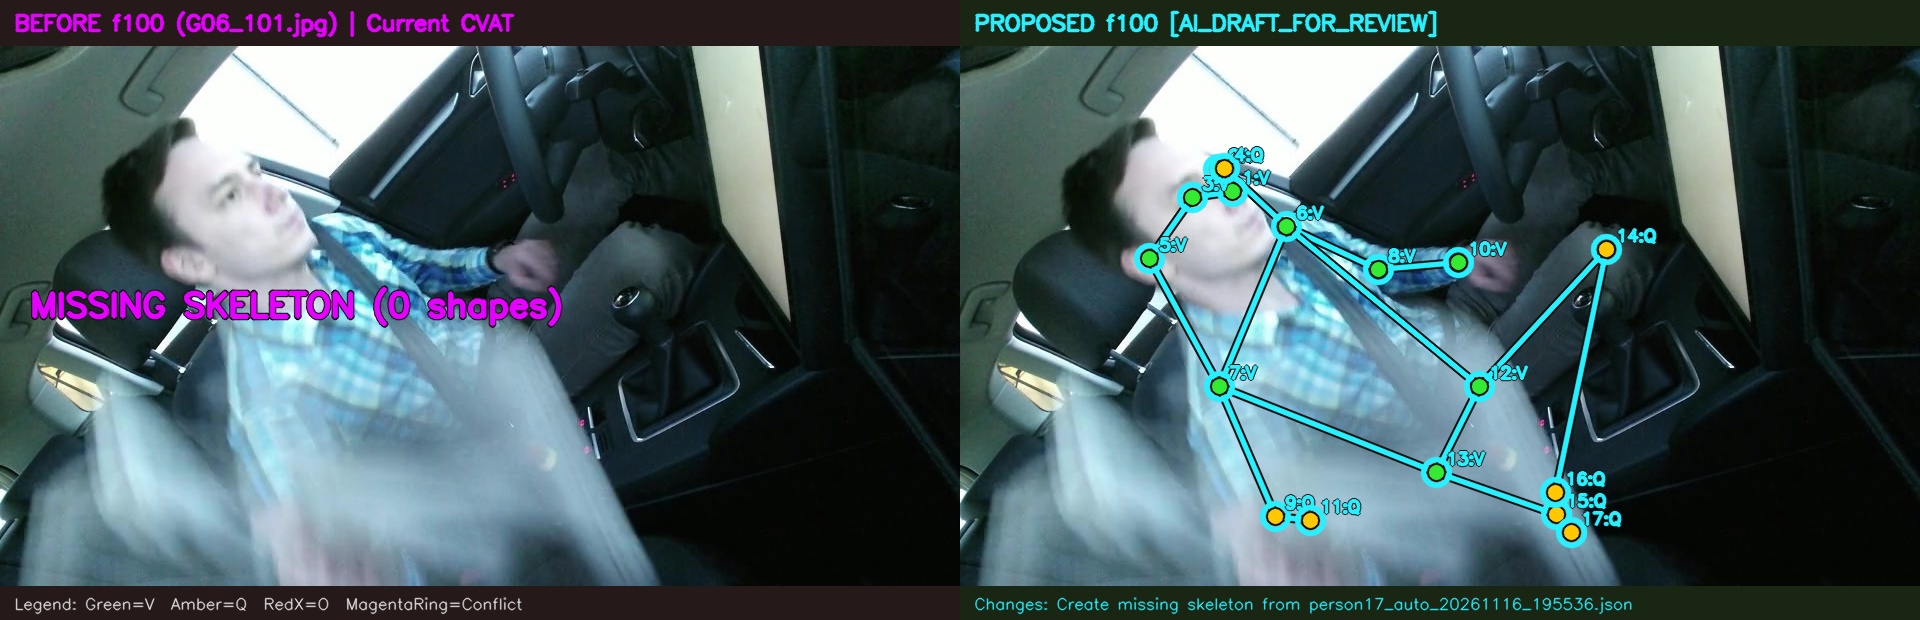 BEFORE f100 (G06_101.jpg) | Current CVAT
PROPOSED f100 [AI_DRAFT_FOR_REVIEW]
MISSING SKELETON (0 shapes)
4:Q
3:V
1:V
6:V
5:V
8:V
10:V
14:Q
7:V
12:V
13:V
9:Q
11:Q
16:Q
15:Q
17:Q
Legend: Green=V Amber=Q RedX=O MagentaRing=Conflict
Changes: Create missing skeleton from person17_auto_20261116_195536.json